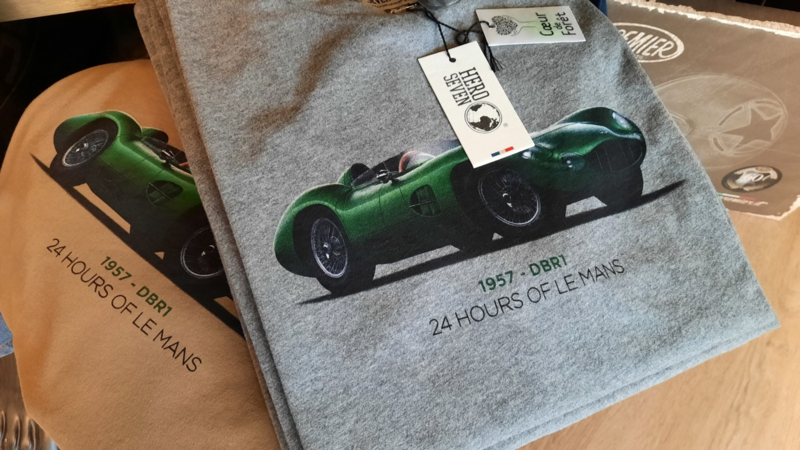 HERO
SEVEN
Cœur
de
Forêt
PREMIER
1957 - DBR1
24 HOURS OF LE MANS
1957 - DBR1
24 HOURS OF LE MANS